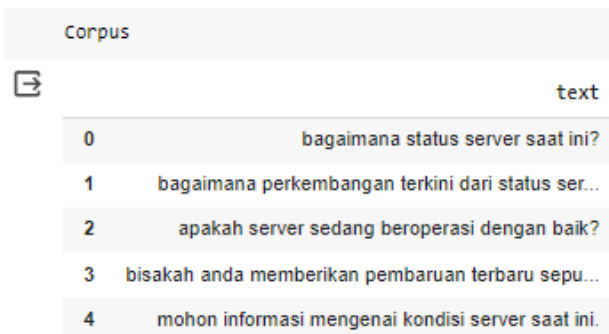 Corpus
text
0 bagaimana status server saat ini?
1 bagaimana perkembangan terkini dari status ser...
2 apakah server sedang beroperasi dengan baik?
3 bisakah anda memberikan pembaruan terbaru sepu...
4 mohon informasi mengenai kondisi server saat ini.